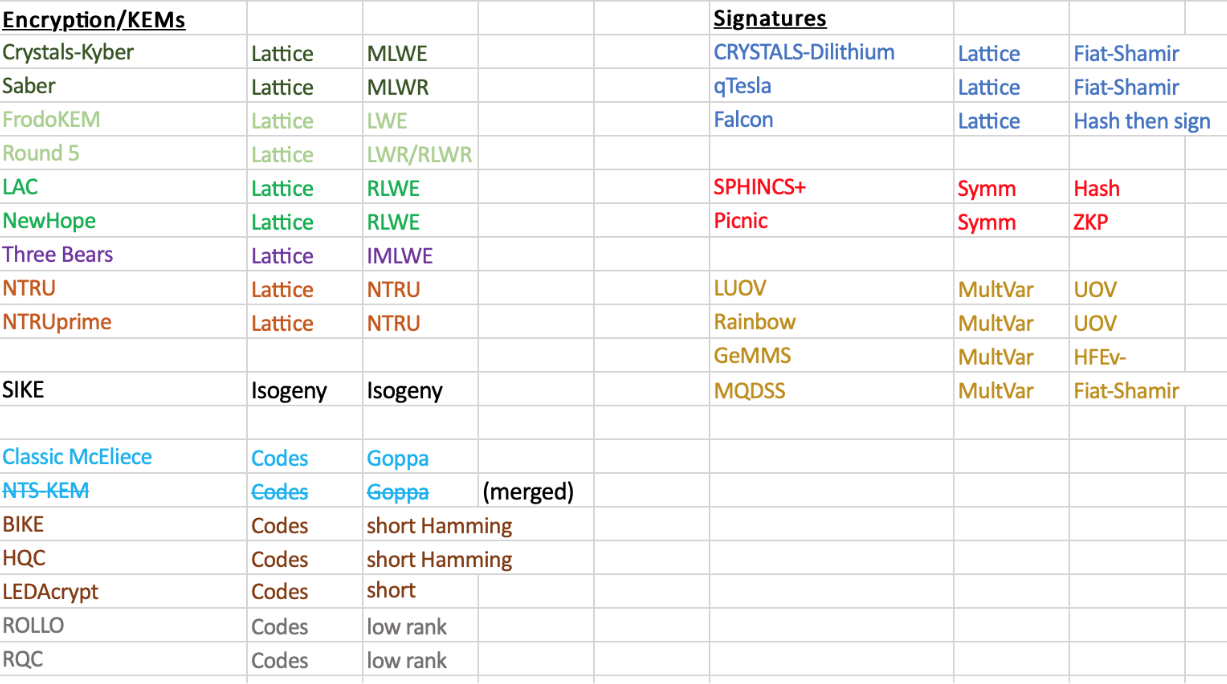 Encryption/KEMs Signatures
Crystals-Kyber Lattice MLWE CRYSTALS-Dilithium Lattice Fiat-Shamir
Saber Lattice MLWR qTesla Lattice Fiat-Shamir
FrodoKEM Lattice LWE Falcon Lattice Hash then sign
Round 5 Lattice LWR/RLWR
LAC Lattice RLWE SPHINCS+ Symm Hash
NewHope Lattice RLWE Picnic Symm ZKP
Three Bears Lattice IMLWE
NTRU Lattice NTRU LUOV MultVar UOV
NTRUprime Lattice NTRU Rainbow MultVar UOV
GeMMS MultVar HFEv-
SIKE Isogeny Isogeny MQDSS MultVar Fiat-Shamir
Classic McEliece Codes Goppa
NTS-KEM Codes Goppa (merged)
BIKE Codes short Hamming
HQC Codes short Hamming
LEDAcrypt Codes short
ROLLO Codes low rank
RQC Codes low rank